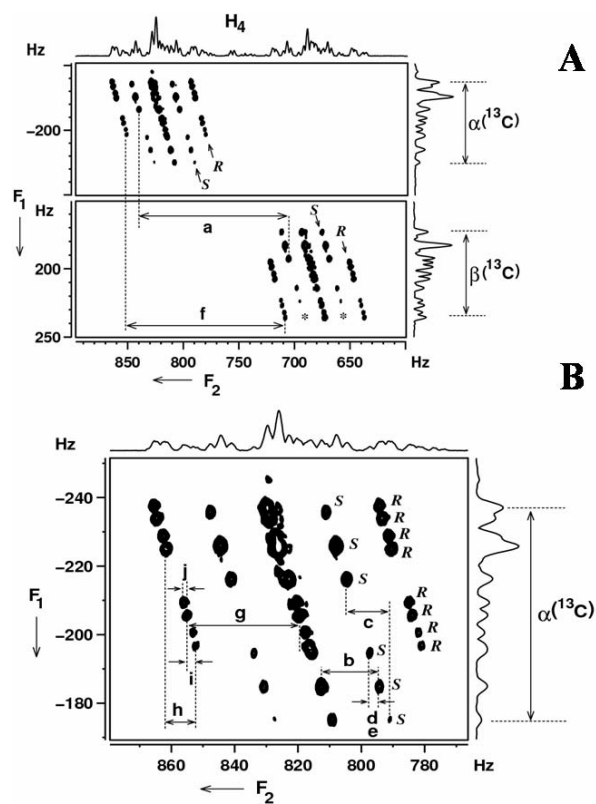 H4
A
Hz
-200
α(13C)
R
S
F1
Hz
a
S
R
200
β(13C)
f
* *
250
850 800 750 700 650 Hz
F2
B
Hz
-240
S
R
R
S
R
R
-220
j
S
F1
g
c
R
R
α(13C)
-200
R
i
b
S
R
h
d
S
-180
e
S
860 840 820 800 780 Hz
F2